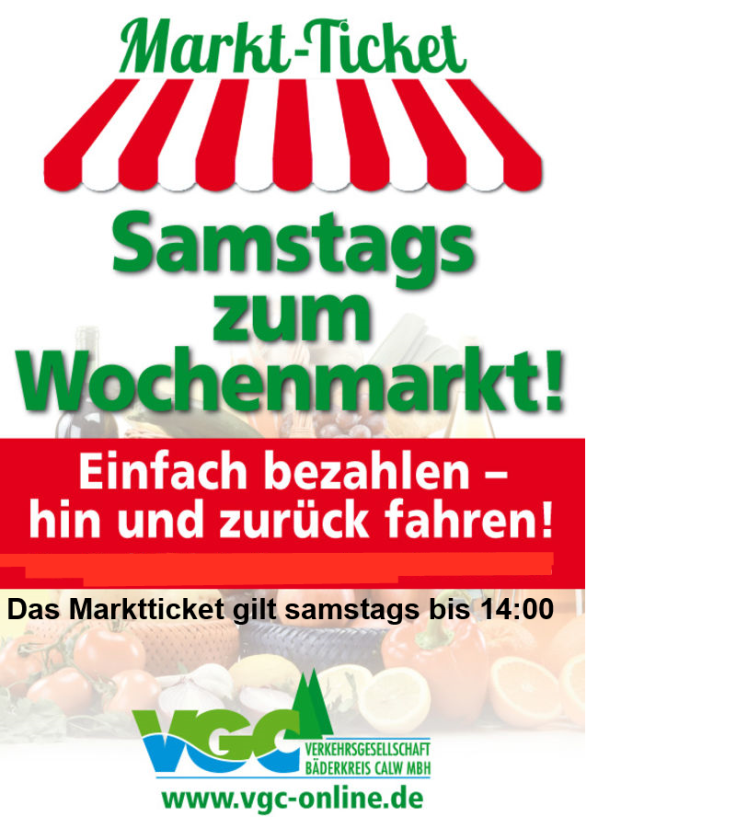 Markt-Ticket
Samstags
zum
Wochenmarkt!
Einfach bezahlen –
hin und zurück fahren!
Das Marktticket gilt samstags bis 14:00
VGC
VERKEHRSGESELLSCHAFT
BÄDERKREIS CALW MBH
www.vgc-online.de